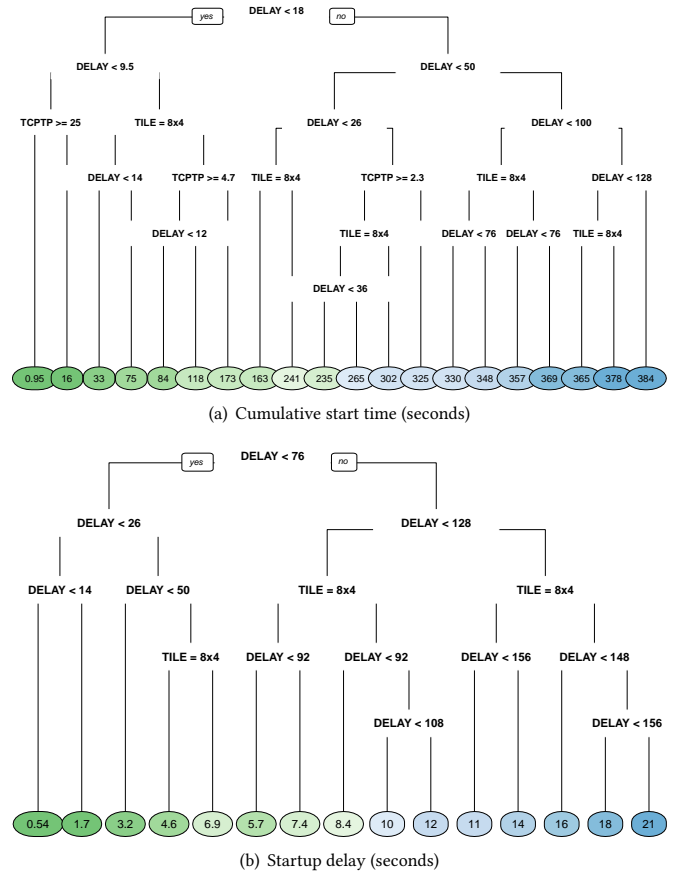 DELAY < 18
yes no
DELAY < 9.5 DELAY < 50
TCPTP >= 25 TILE = 8x4 DELAY < 26 DELAY < 100
DELAY < 14 TCPTP >= 4.7 TILE = 8x4 TCPTP >= 2.3 TILE = 8x4 DELAY < 128
DELAY < 12 TILE = 8x4 DELAY < 76 DELAY < 76 TILE = 8x4
DELAY < 36
0.95 16 33 75 84 118 173 163 241 235 265 302 325 330 348 357 369 365 378 384
(a) Cumulative start time (seconds)
DELAY < 76
yes no
DELAY < 26 DELAY < 128
DELAY < 14 DELAY < 50 TILE = 8x4 TILE = 8x4
TILE = 8x4 DELAY < 92 DELAY < 92 DELAY < 156 DELAY < 148
DELAY < 108 DELAY < 156
0.54 1.7 3.2 4.6 6.9 5.7 7.4 8.4 10 12 11 14 16 18 21
(b) Startup delay (seconds)